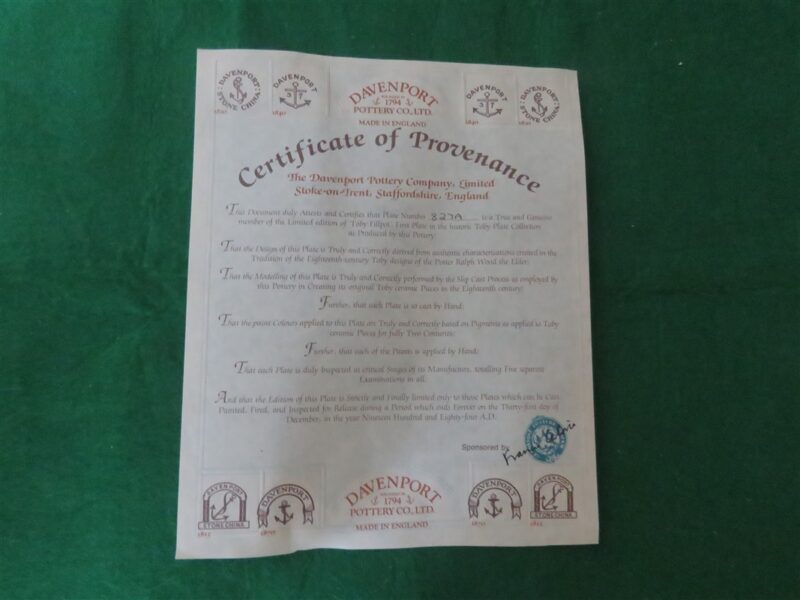 DAVENPORT STONE CHINA
1820
DAVENPORT
1840
DAVENPORT
1794
POTTERY CO., LTD.
MADE IN ENGLAND
DAVENPORT
1840
DAVENPORT STONE CHINA
1820
Certificate of Provenance
The Davenport Pottery Company, Limited
Stoke-on-Trent, Staffordshire, England
This Document duly Attests and Certifies that Plate Number 827A is a True and Genuine
member of the Limited edition of 'Toby Fillpot,' First Plate in the historic Toby Plate Collection
as Produced by this Pottery:
That the Design of this Plate is Truly and Correctly derived from authentic characterizations created in the
Tradition of the Eighteenth-century Toby designs of the Potter Ralph Wood the Elder;
That the Modelling of this Plate is Truly and Correctly performed by the Slip Cast Process as employed by
this Pottery in Creating its original Toby ceramic Pieces in the Eighteenth century;
Further, that each Plate is so cast by Hand;
That the paint Colours applied to this Plate are Truly and Correctly based on Pigments as applied to Toby
ceramic Pieces for fully Two Centuries;
Further, that each of the Paints is applied by Hand;
That each Plate is duly Inspected at critical Stages of its Manufacture, totalling Five separate
Examinations in all;
And that the Edition of this Plate is Strictly and Finally limited only to those Plates which can be Cast,
Painted, Fired, and Inspected for Release during a Period which ends Forever on the Thirty-first day of
December, in the year Nineteen Hundred and Eighty-four A.D.
Sponsored by
DAVENPORT
STONE CHINA
1815
DAVENPORT
1870
DAVENPORT
1794
POTTERY CO., LTD.
MADE IN ENGLAND
DAVENPORT
1870
DAVENPORT
STONE CHINA
1815